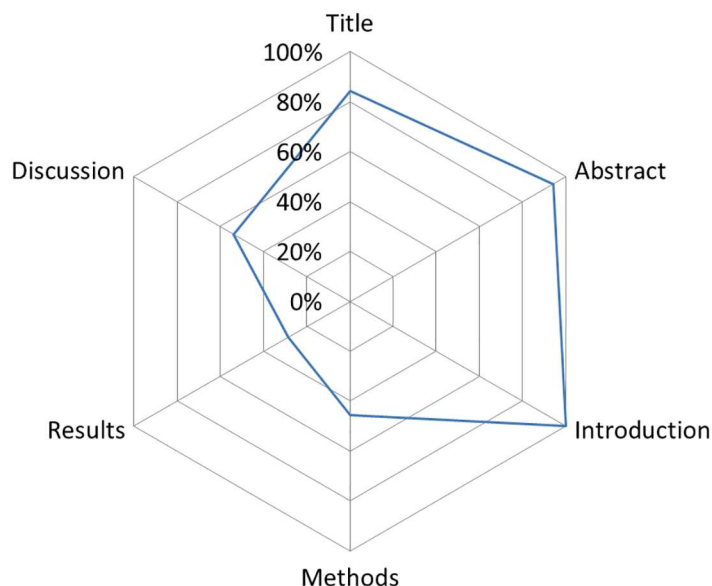 Title
100%
80%
60%
40%
20%
0%
Discussion
Abstract
Results
Introduction
Methods